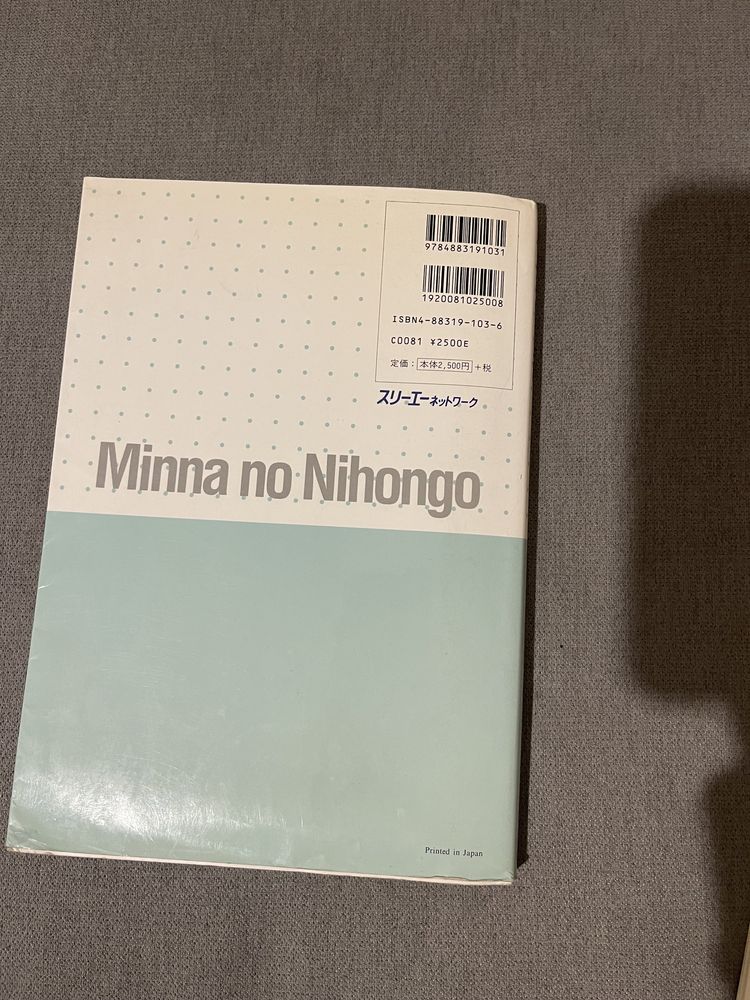 9784883191031
1920081025008
ISBN4-88319-103-6
C0081 ¥2500E
定価：本体2,500円＋税
スリーエーネットワーク
Minna no Nihongo
Printed in Japan